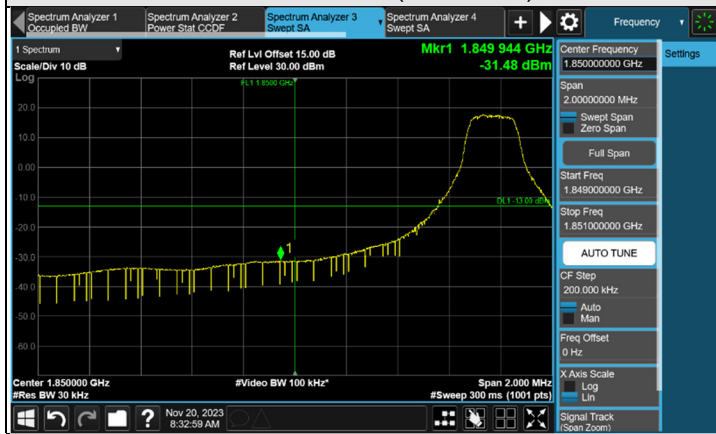 Spectrum Analyzer 1
Occupied BW
Spectrum Analyzer 2
Power Stat CCDF
Spectrum Analyzer 3
Swept SA
Spectrum Analyzer 4
Swept SA
Frequency
1 Spectrum
Scale/Div 10 dB
Log
Ref Lvl Offset 15.00 dB
Ref Level 30.00 dBm
Mkr1 1.849 944 GHz
-31.48 dBm
FL1 1.8500 GHz
20.0
10.0
0.00
-10.0
-20.0
-30.0
-40.0
-50.0
-60.0
DL1 -13.00 dBm
1
Center 1.850000 GHz
#Res BW 30 kHz
#Video BW 100 kHz*
Span 2.000 MHz
#Sweep 300 ms (1001 pts)
Center Frequency
1.850000000 GHz
Settings
Span
2.00000000 MHz
Swept Span
Zero Span
Full Span
Start Freq
1.849000000 GHz
Stop Freq
1.851000000 GHz
AUTO TUNE
CF Step
200.000 kHz
Auto
Man
Freq Offset
0 Hz
X Axis Scale
Log
Lin
Signal Track
(Span Zoom)
?
Nov 20, 2023
8:32:59 AM